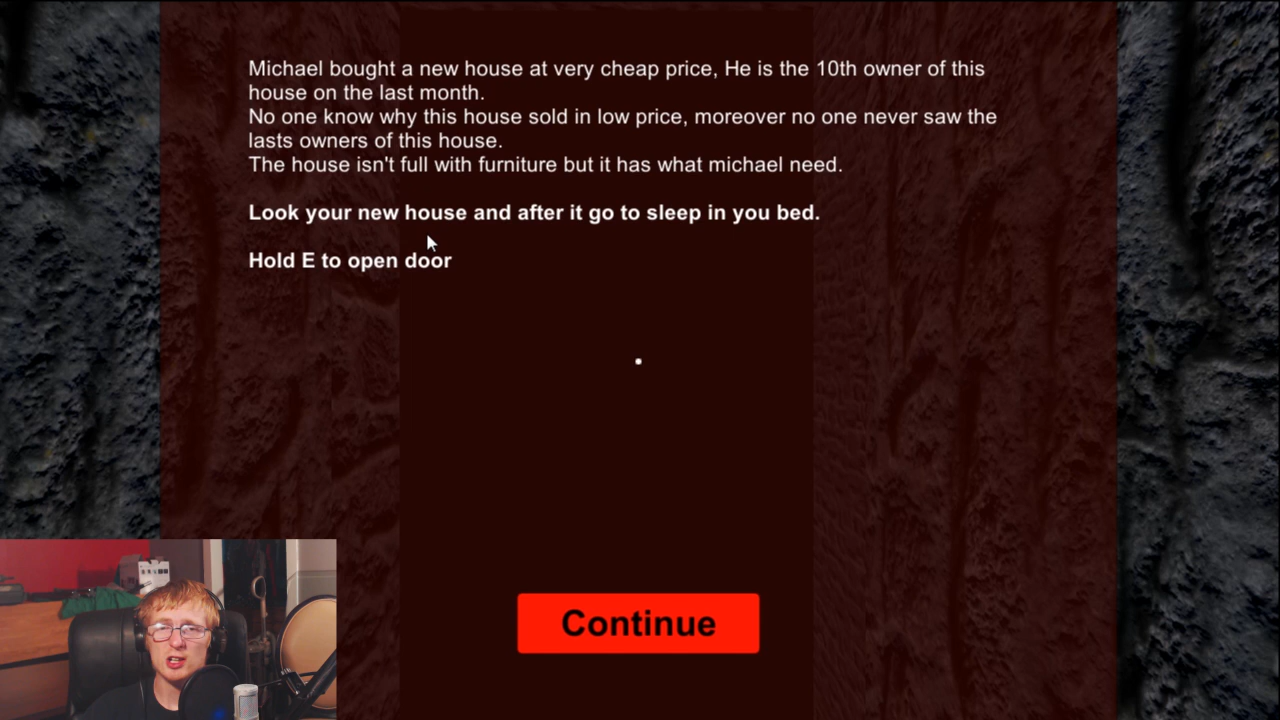 Michael bought a new house at very cheap price, He is the 10th owner of this
house on the last month.
No one know why this house sold in low price, moreover no one never saw the
lasts owners of this house.
The house isn't full with furniture but it has what michael need.
Look your new house and after it go to sleep in you bed.
Hold E to open door
Continue